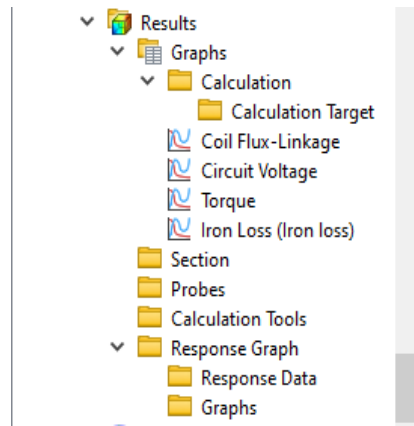 Results
Graphs
Calculation
Calculation Target
Coil Flux-Linkage
Circuit Voltage
Torque
Iron Loss (Iron loss)
Section
Probes
Calculation Tools
Response Graph
Response Data
Graphs